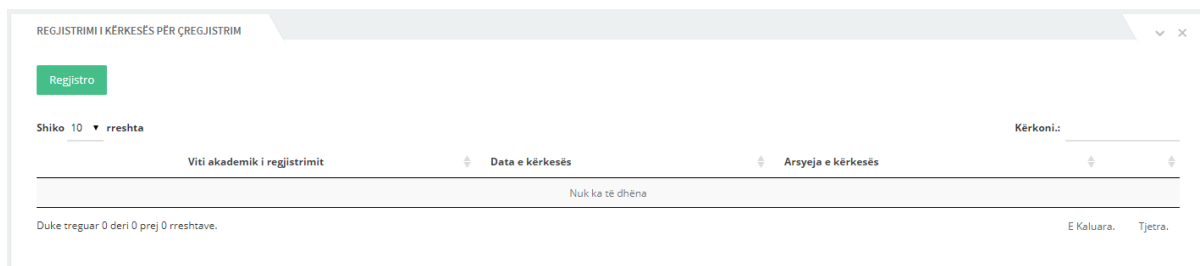 REGJISTRIMI I KËRKESËS PËR ÇREGJISTRIM
Regjistro
Shiko 10 rreshta Kërkoni.:
Viti akademik i regjistrimit Data e kërkesës Arsyeja e kërkesës
Nuk ka të dhëna
Duke treguar 0 deri 0 prej 0 rreshtave. E Kaluara. Tjetra.